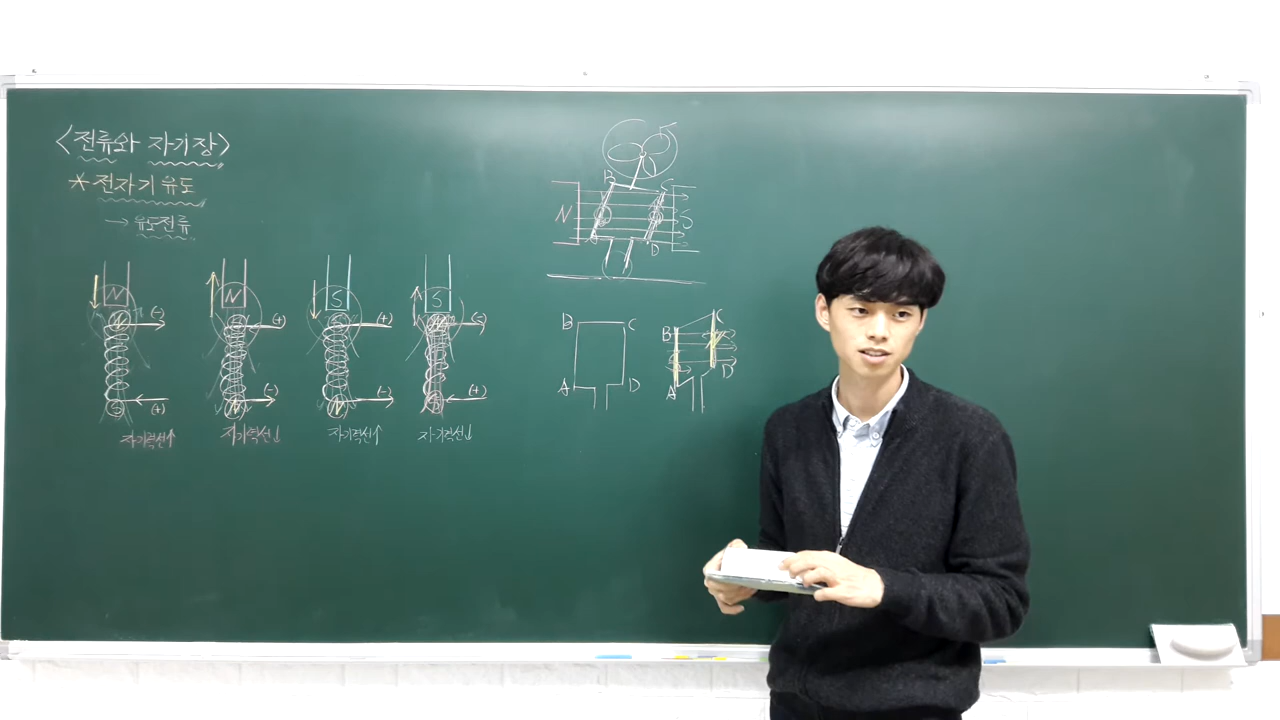 <전류와 자기장>
* 전자기 유도
→ 유도전류
N
N
S
S
(-)
(+)
(+)
(-)
N
S
(+)
(-)
(-)
(+)
S
N
N
자기력선↑
자기력선↓
자기력선↑
자기력선↓
B
C
N
S
D
B
C
A
D
B
C
A
D